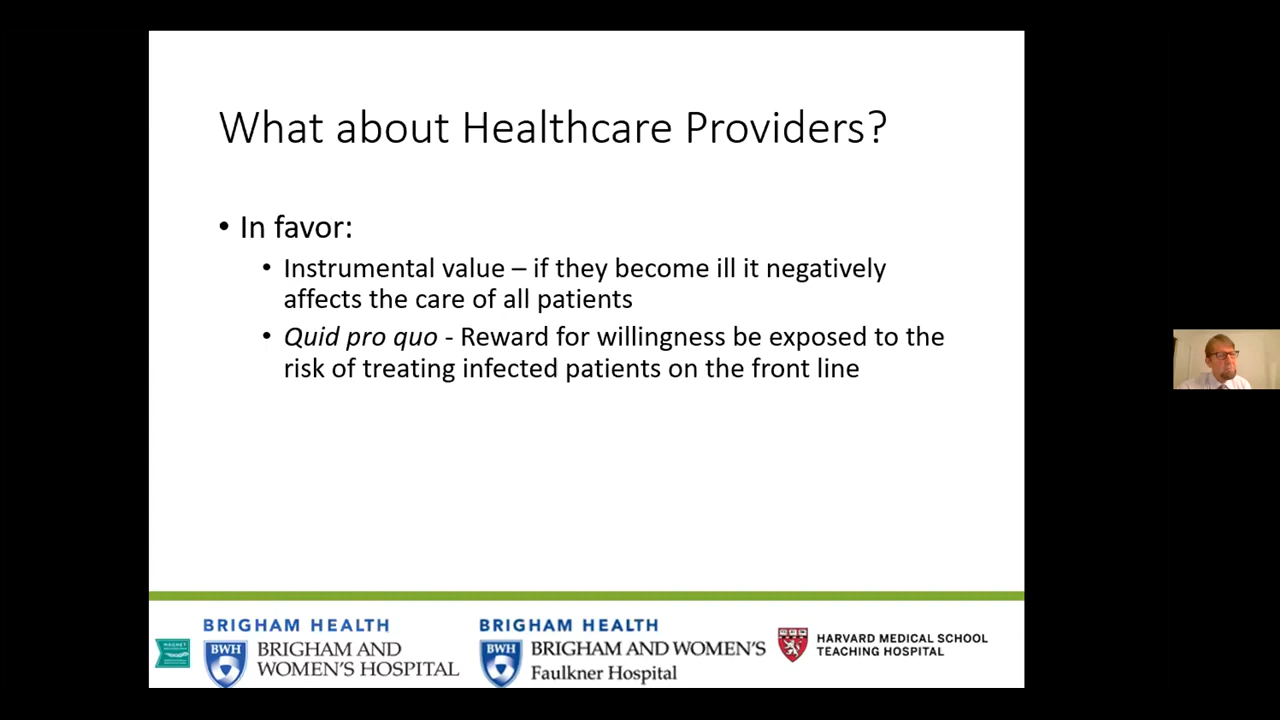 What about Healthcare Providers?
• In favor:
• Instrumental value – if they become ill it negatively
affects the care of all patients
• Quid pro quo - Reward for willingness be exposed to the
risk of treating infected patients on the front line
BRIGHAM HEALTH
BWH
BRIGHAM AND
WOMEN'S HOSPITAL
BRIGHAM HEALTH
BWH
BRIGHAM AND WOMEN'S
Faulkner Hospital
HARVARD MEDICAL SCHOOL
TEACHING HOSPITAL